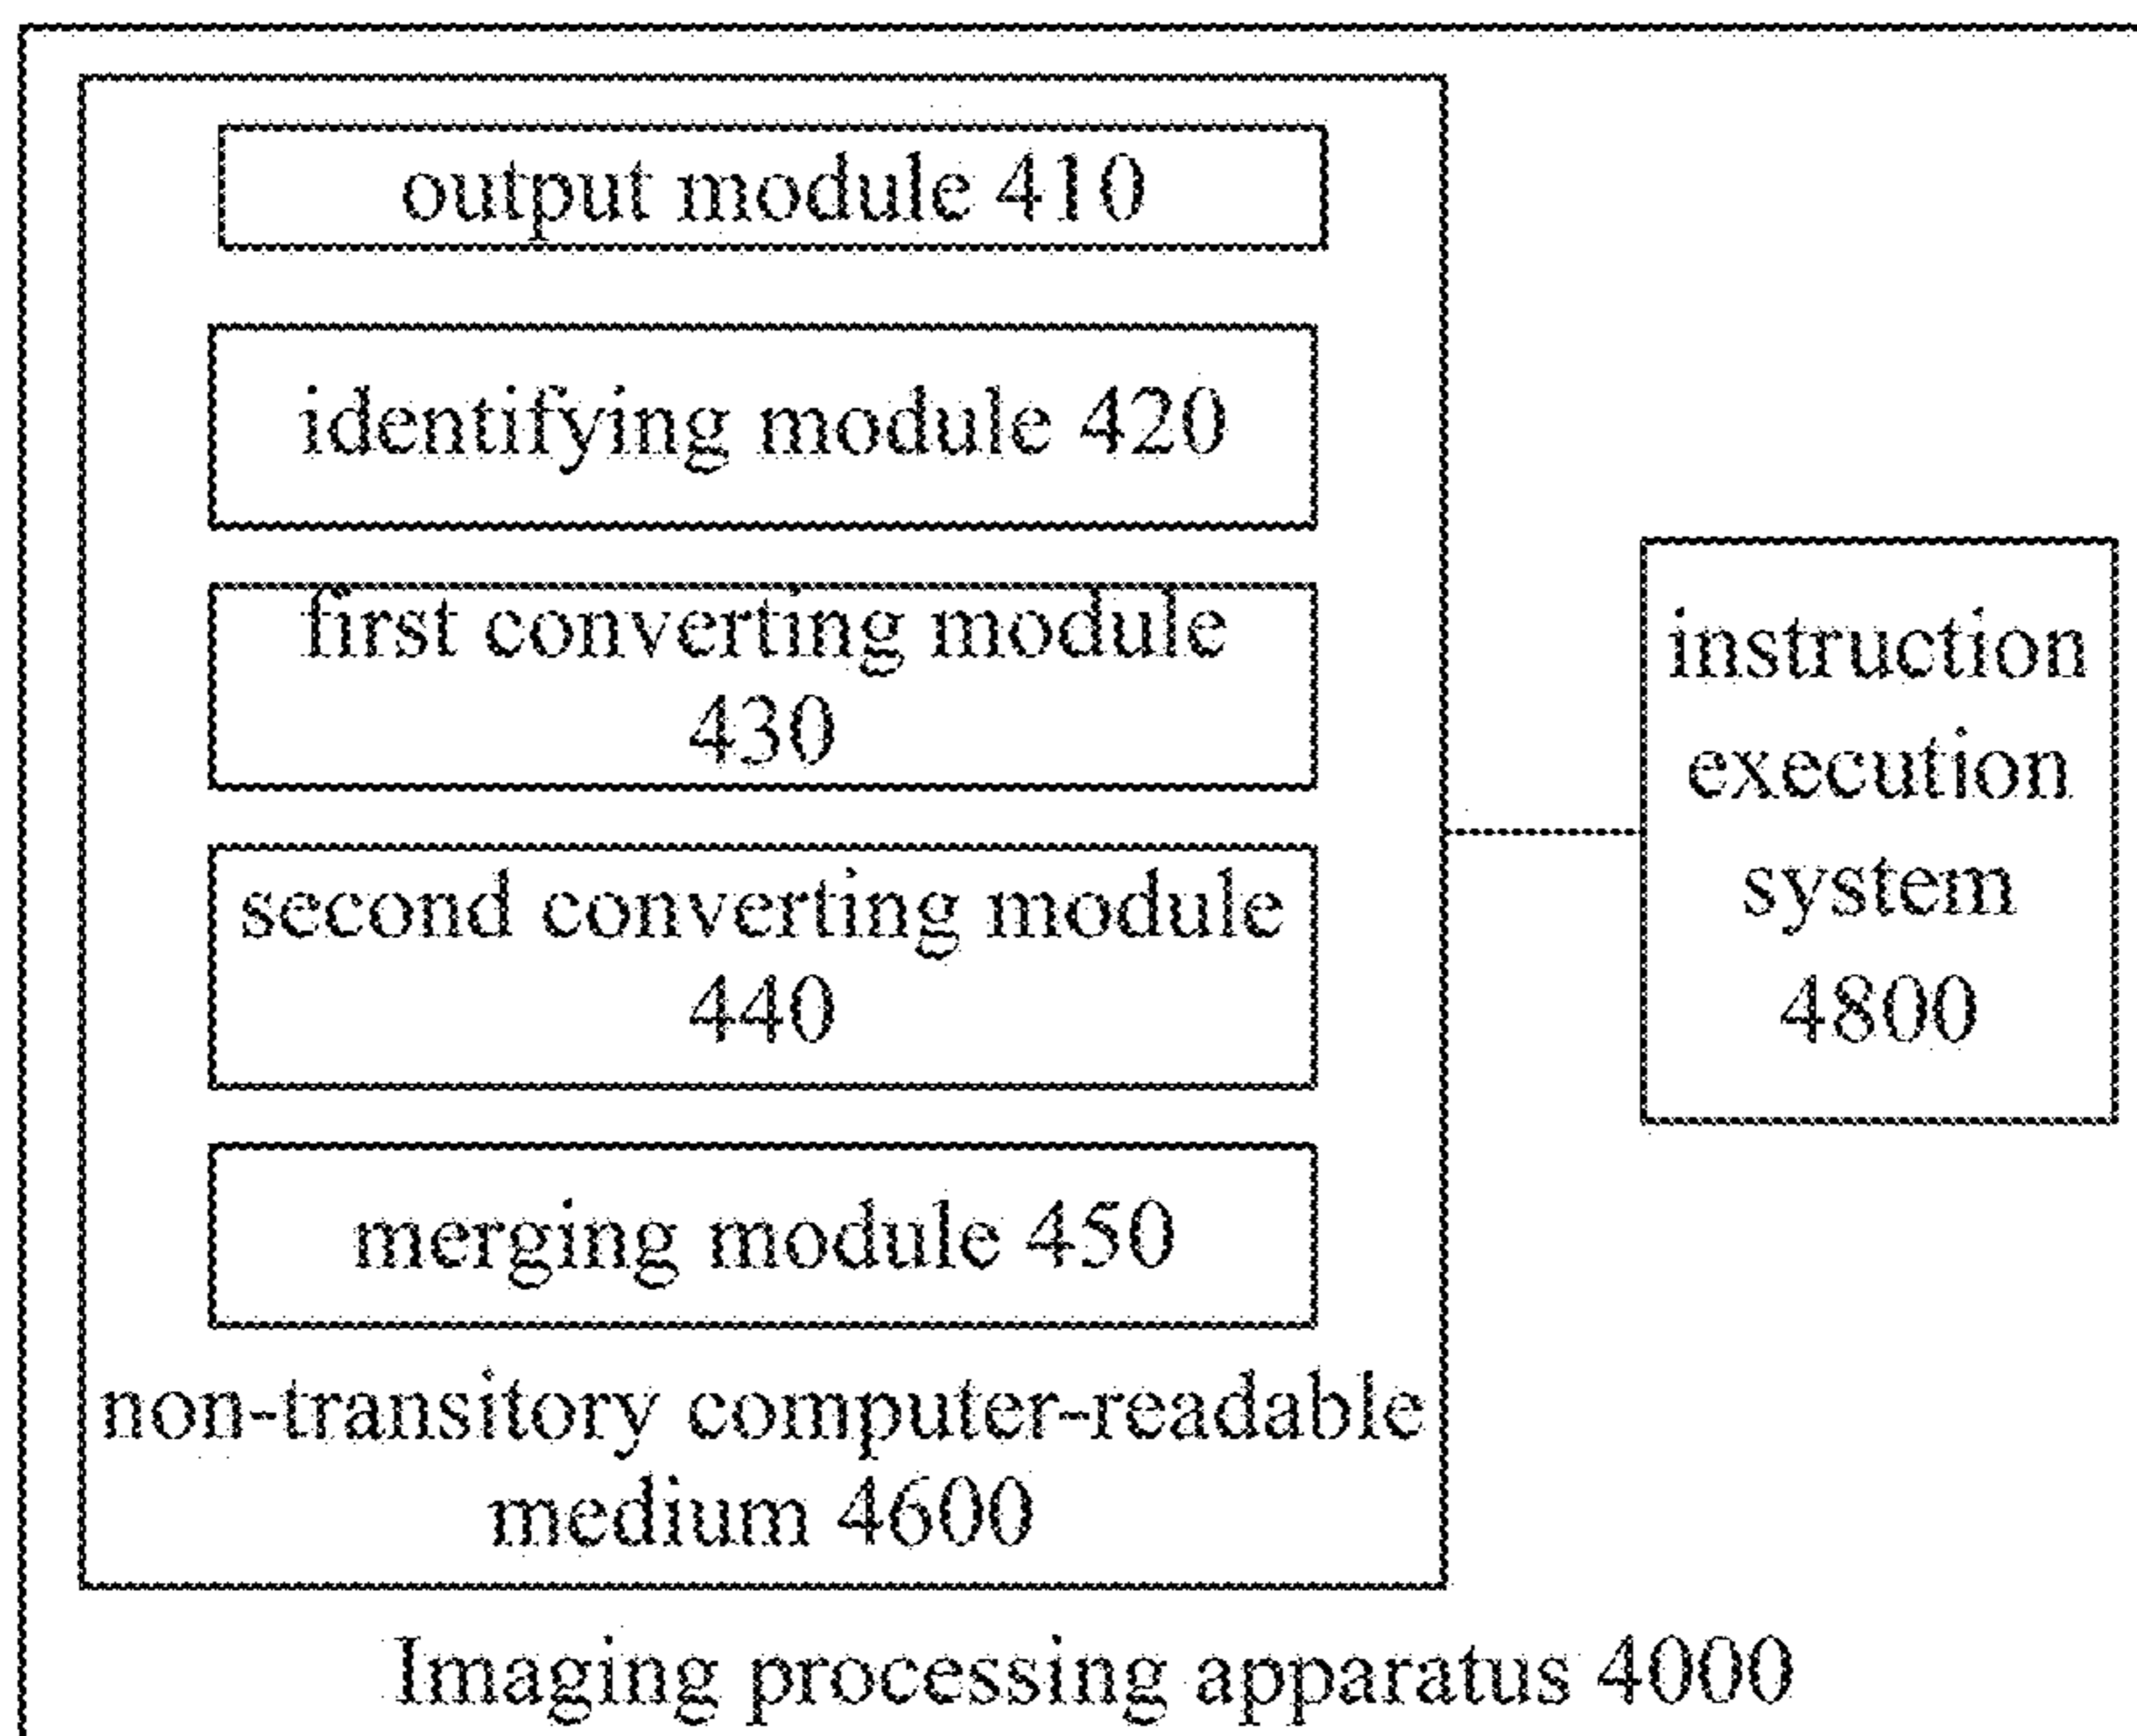 output module 410
identifying module 420
first converting module
430
second converting module
440
merging module 450
non-transitory computer-readable
medium 4600
instruction
execution
system
4800
Imaging processing apparatus 4000